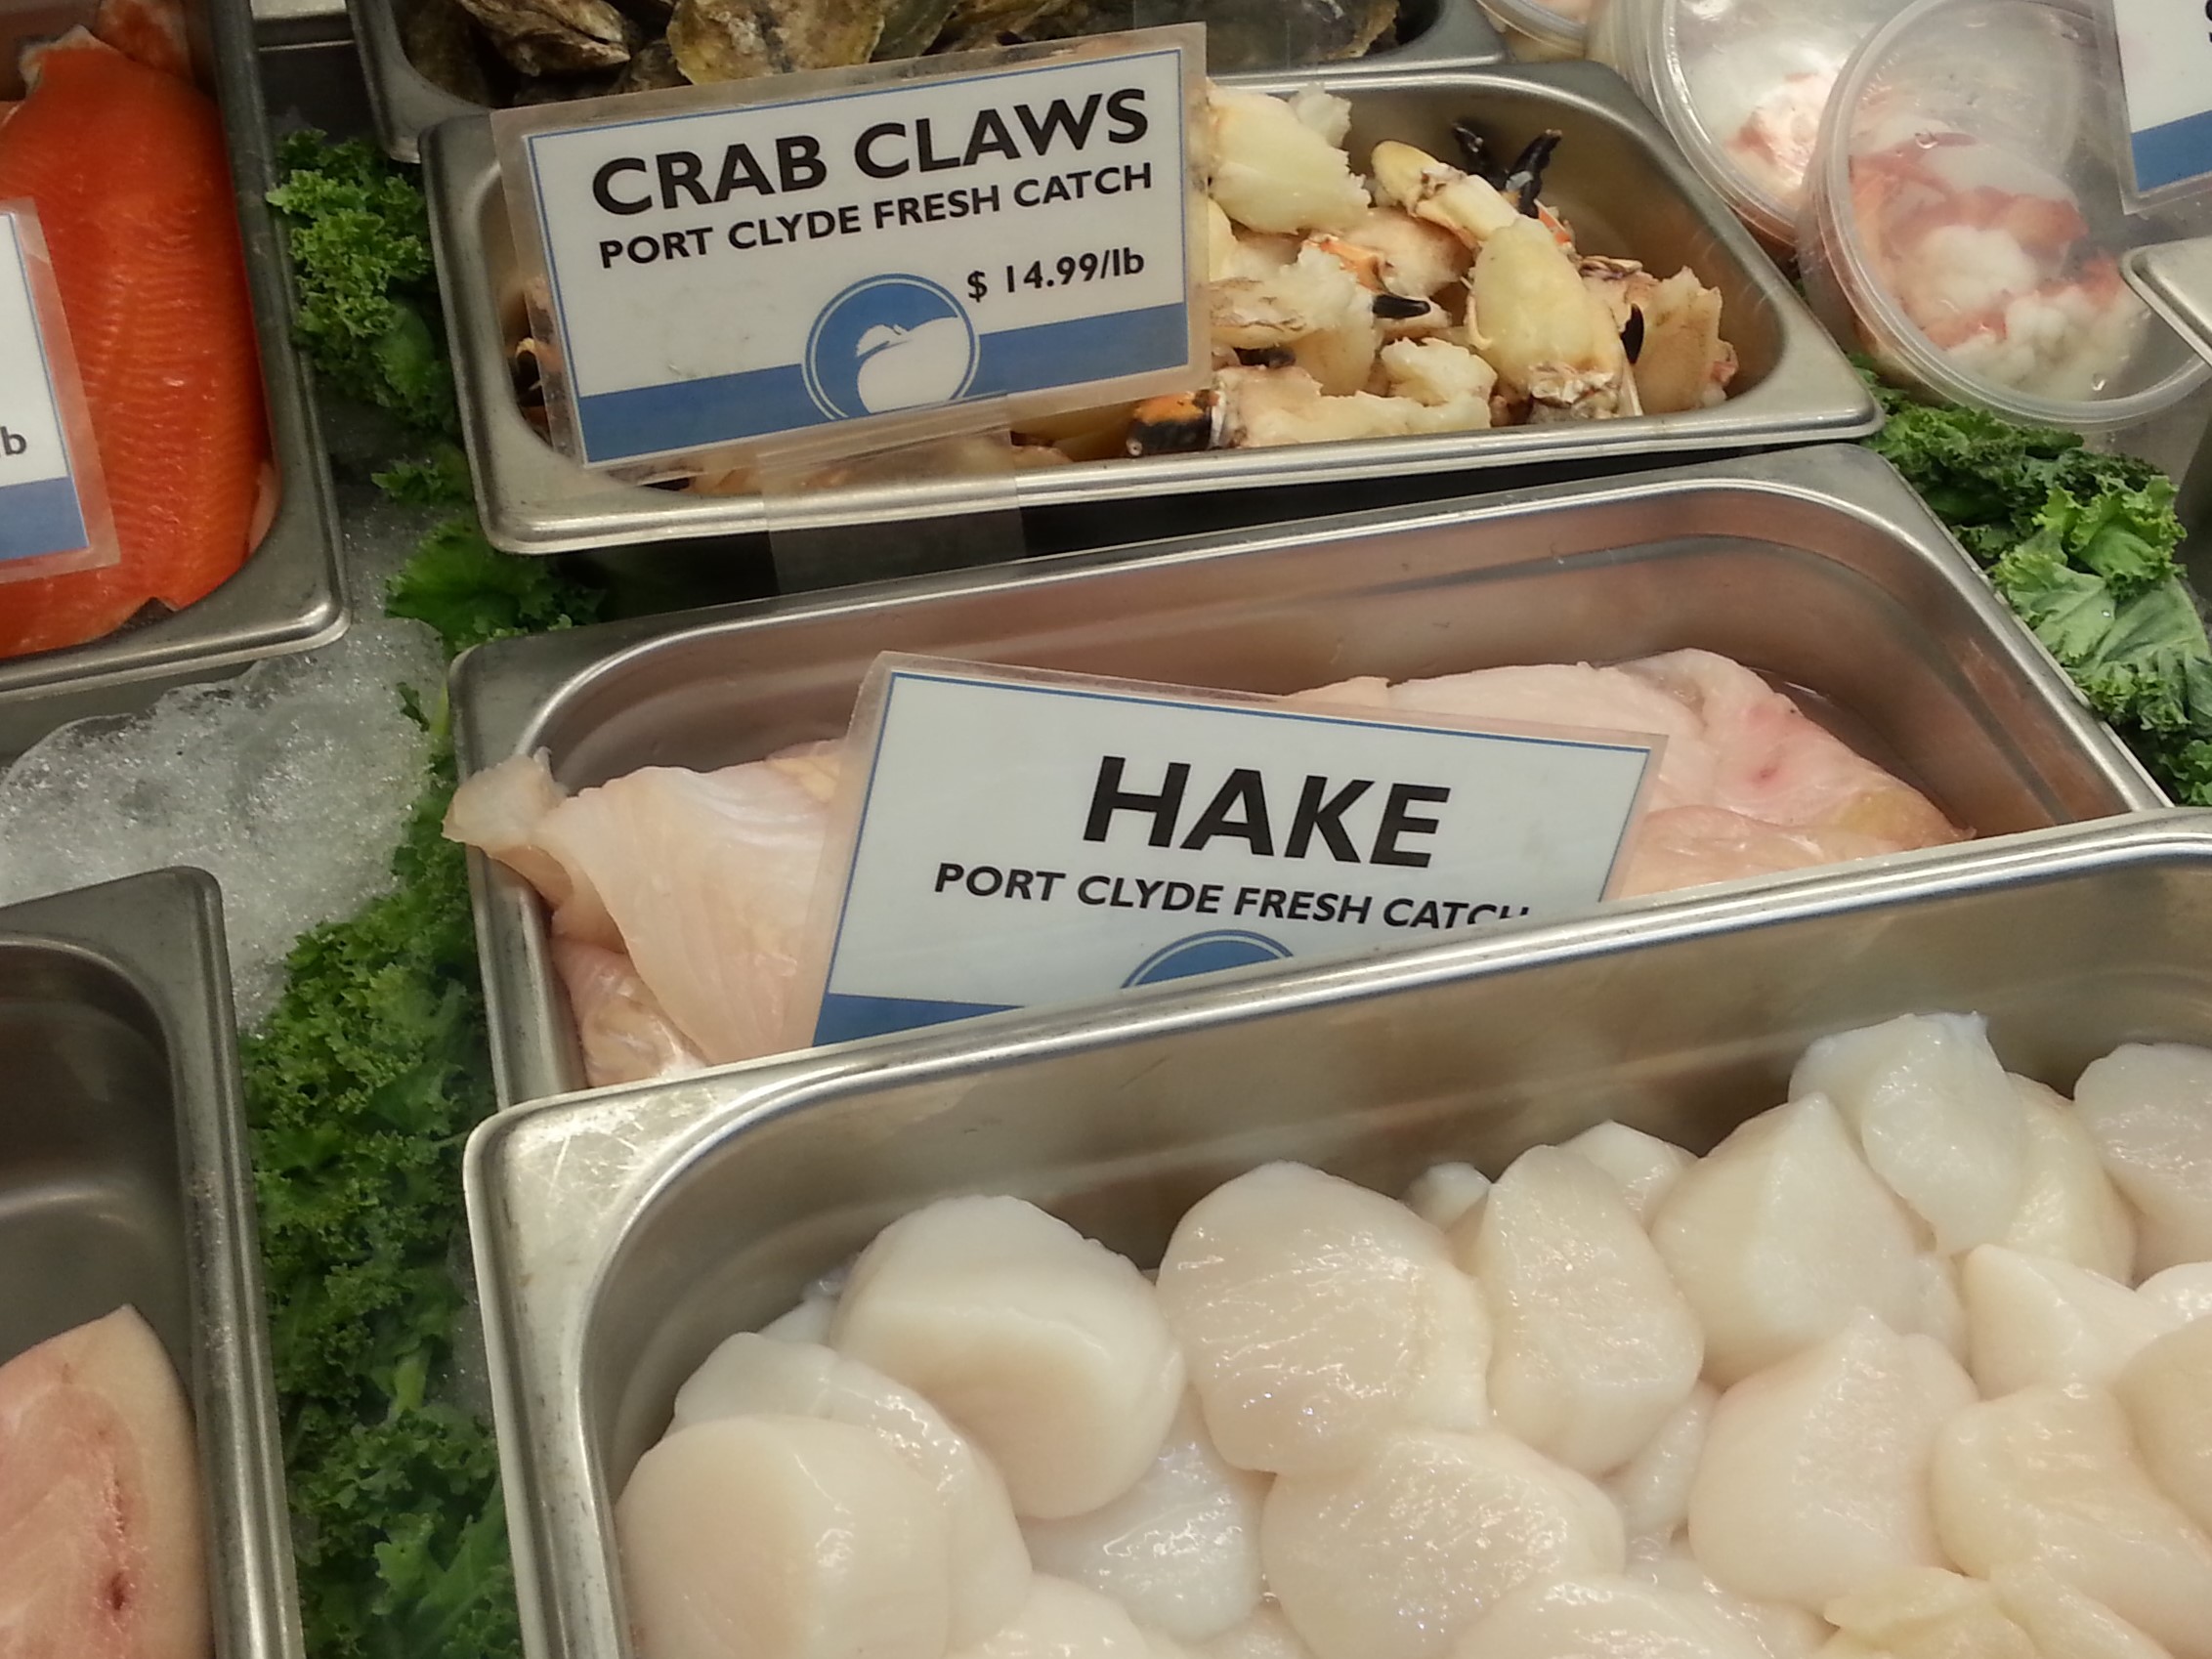 CRAB CLAWS
PORT CLYDE FRESH CATCH
$ 14.99/lb
b
HAKE
PORT CLYDE FRESH CATCH